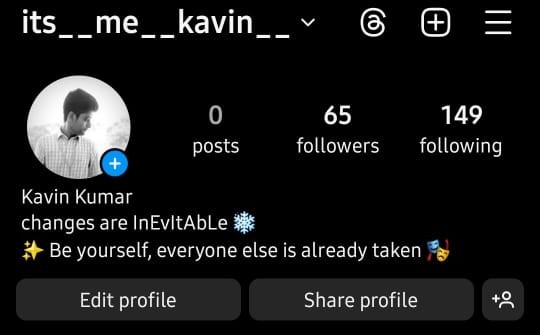 its__me__kavin__
0 65 149
posts followers following
Kavin Kumar
changes are InEvItAbLe ❄️
✨ Be yourself, everyone else is already taken 🎭
Edit profile Share profile